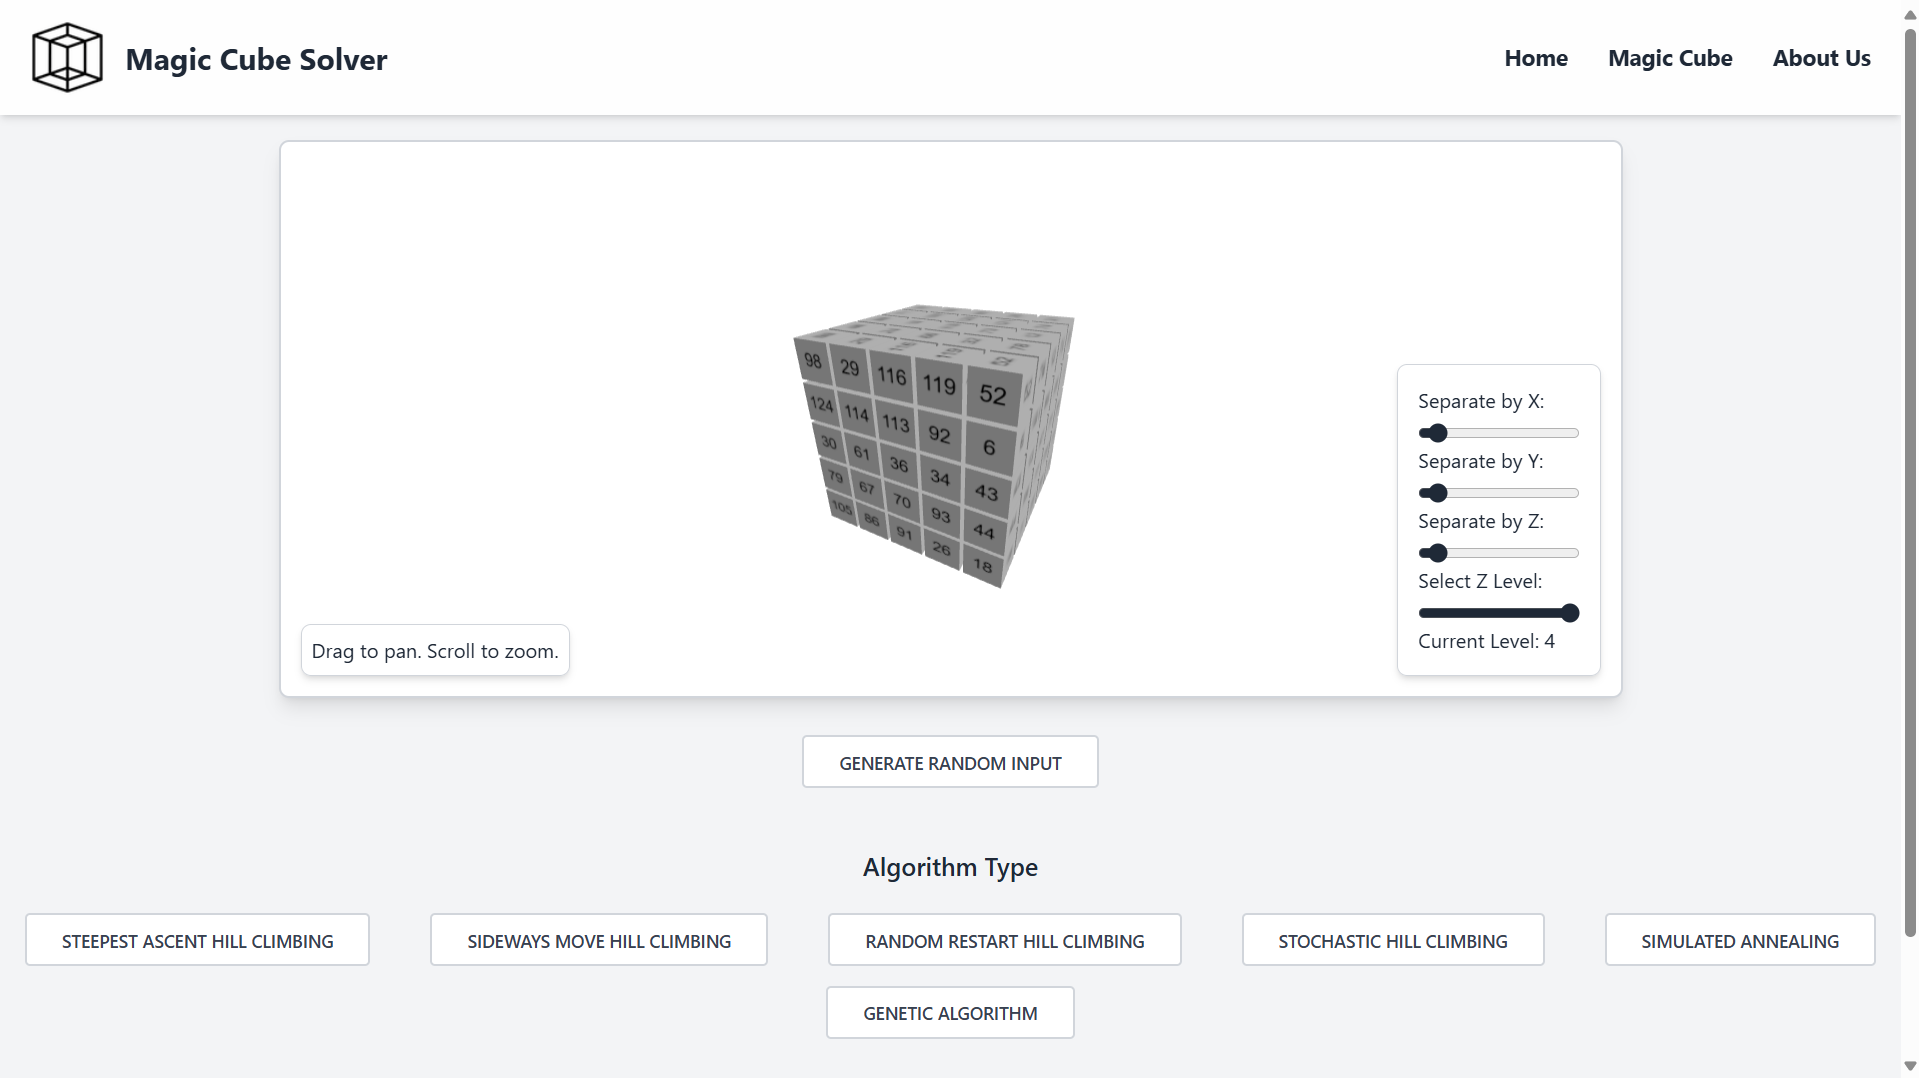 Magic Cube Solver
Home Magic Cube About Us
98 29 116 119 52
124 114 113 92 6
30 61 36 34 43
79 67 70 93 44
105 86 91 26 18
Separate by X:
Separate by Y:
Separate by Z:
Select Z Level:
Current Level: 4
Drag to pan. Scroll to zoom.
GENERATE RANDOM INPUT
Algorithm Type
STEEPEST ASCENT HILL CLIMBING
SIDEWAYS MOVE HILL CLIMBING
RANDOM RESTART HILL CLIMBING
STOCHASTIC HILL CLIMBING
SIMULATED ANNEALING
GENETIC ALGORITHM